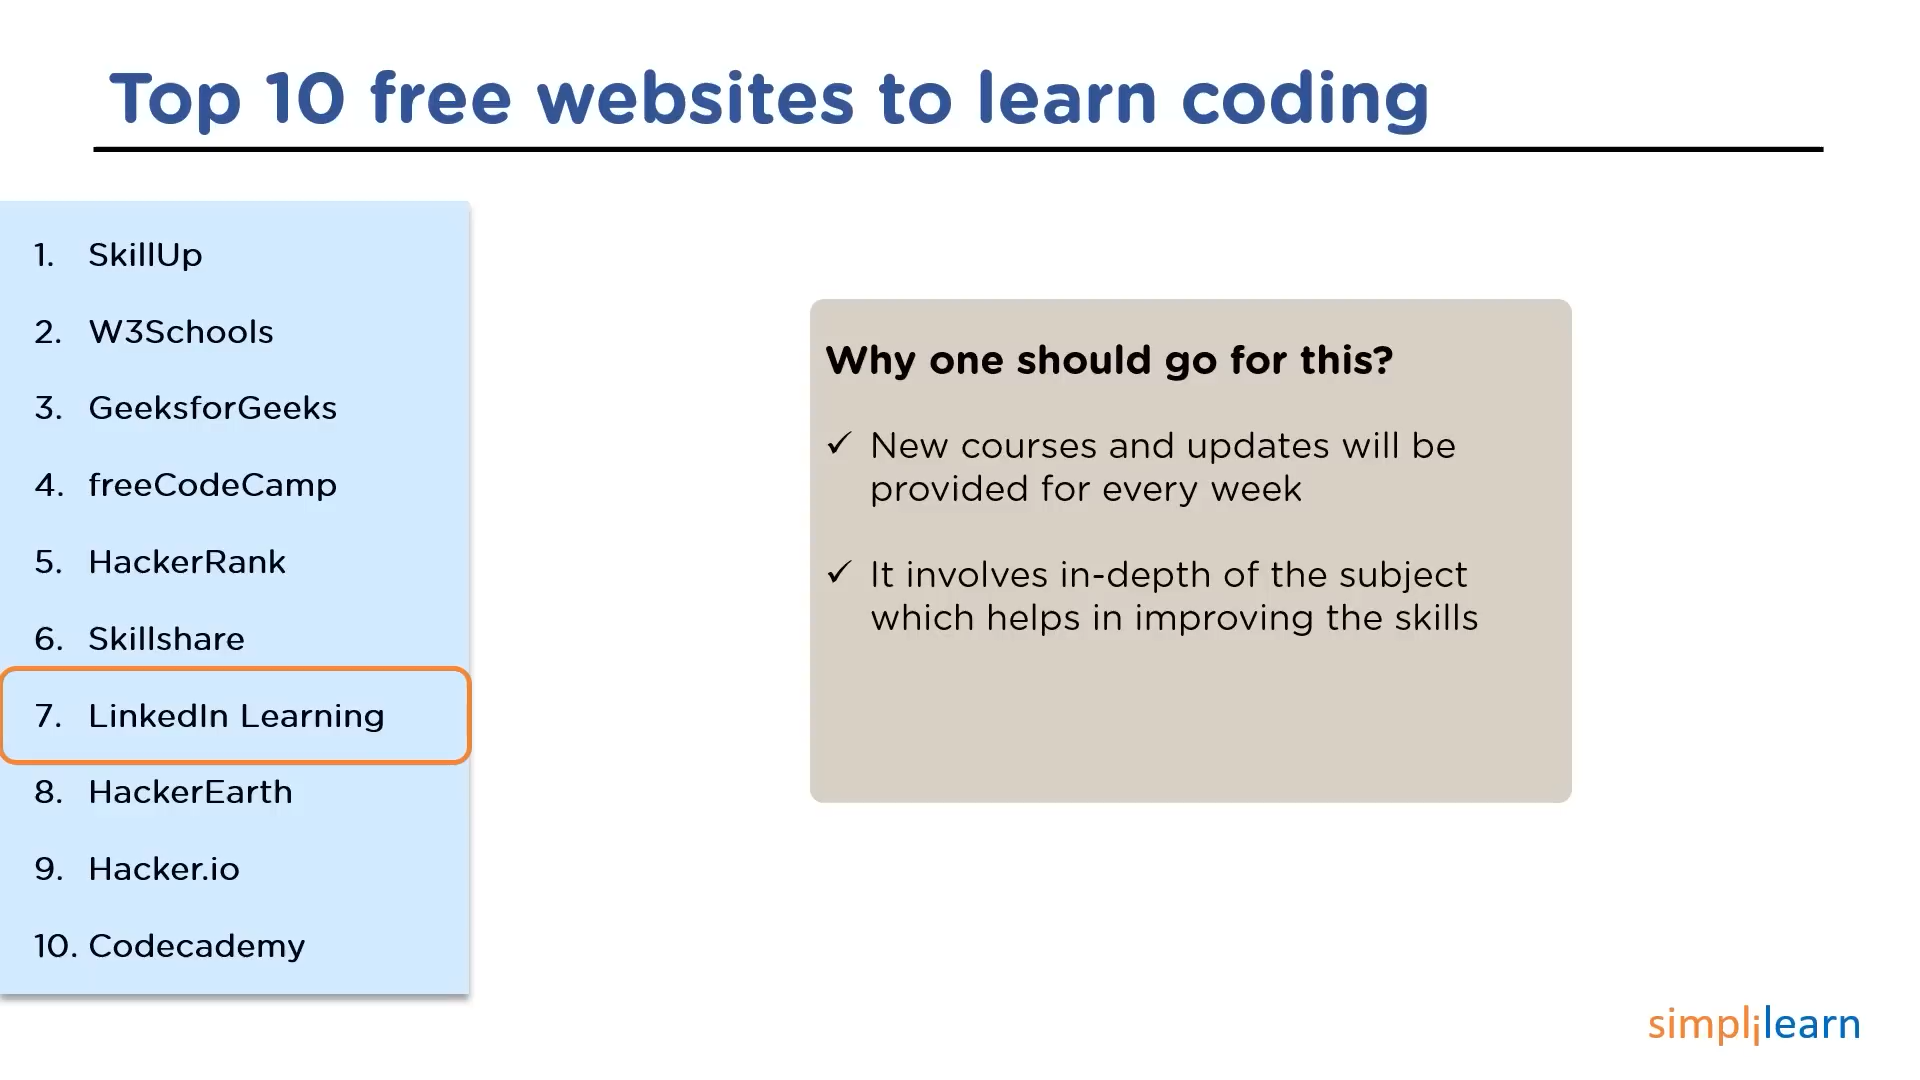 Top 10 free websites to learn coding
1. SkillUp
2. W3Schools
3. GeeksforGeeks
4. freeCodeCamp
5. HackerRank
6. Skillshare
7. LinkedIn Learning
8. HackerEarth
9. Hacker.io
10. Codecademy
Why one should go for this?
✓ New courses and updates will be
provided for every week
✓ It involves in-depth of the subject
which helps in improving the skills
simplilearn